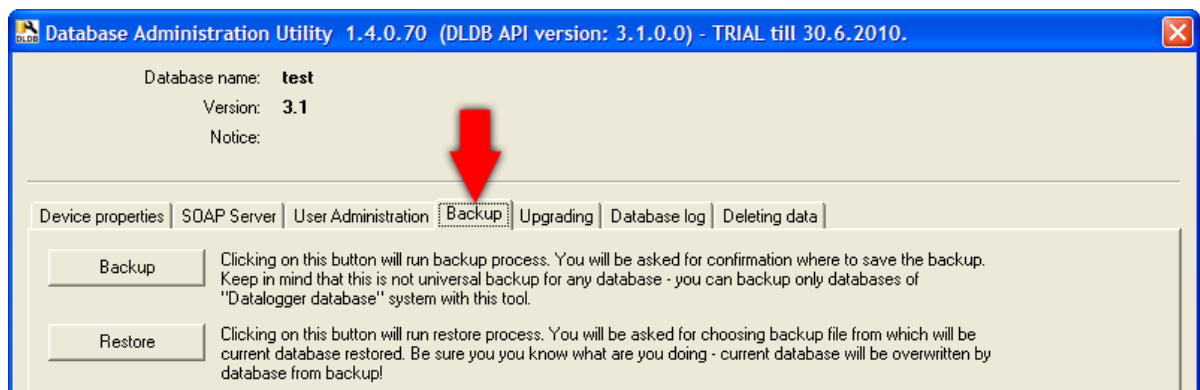 DLDB Database Administration Utility 1.4.0.70 (DLDB API version: 3.1.0.0) - TRIAL till 30.6.2010.
Database name: test
Version: 3.1
Notice:
Device properties SOAP Server User Administration Backup Upgrading Database log Deleting data
Backup
Clicking on this button will run backup process. You will be asked for confirmation where to save the backup.
Keep in mind that this is not universal backup for any database - you can backup only databases of
"Datalogger database" system with this tool.
Restore
Clicking on this button will run restore process. You will be asked for choosing backup file from which will be
current database restored. Be sure you you know what are you doing - current database will be overwritten by
database from backup!